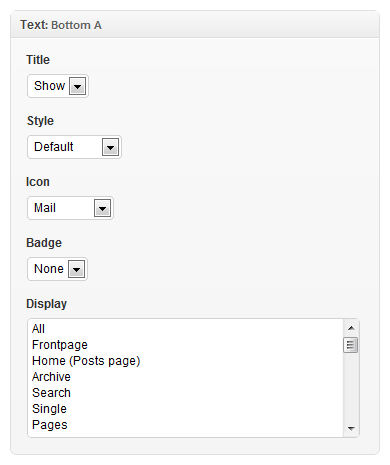 Text: Bottom A
Title
Show
Style
Default
Icon
Mail
Badge
None
Display
All
Frontpage
Home (Posts page)
Archive
Search
Single
Pages